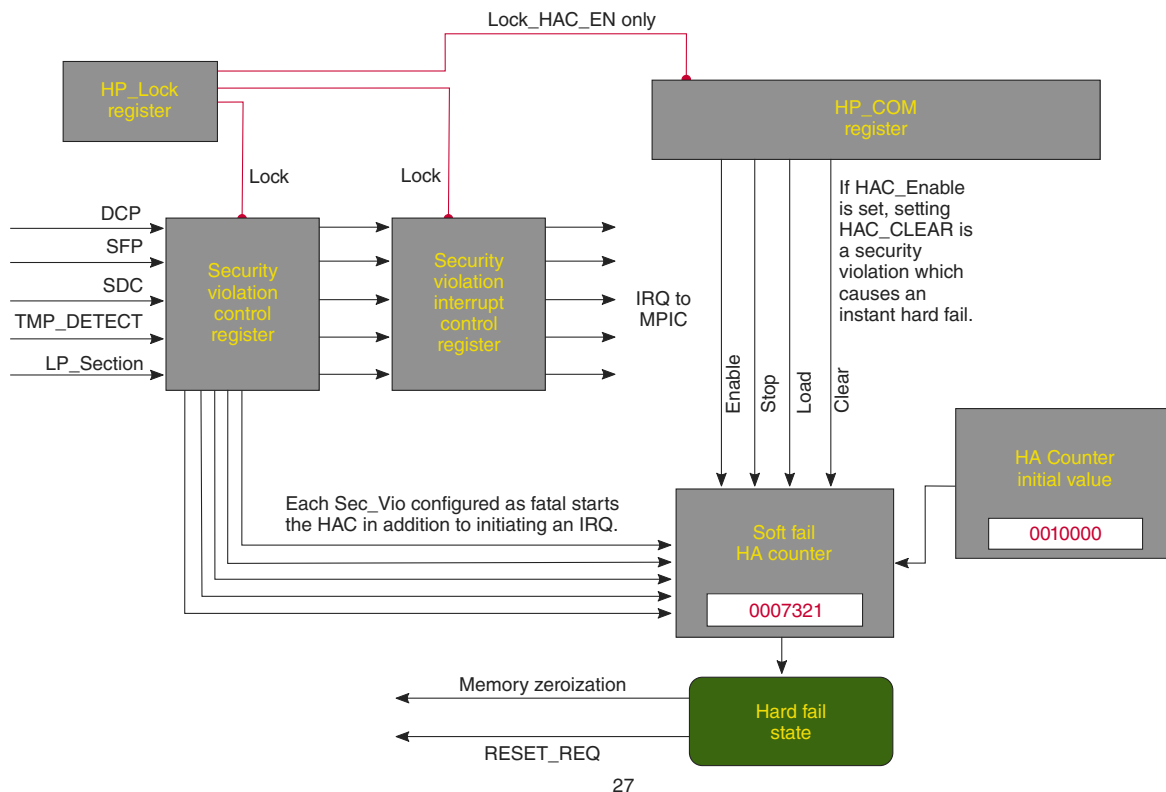 Lock_HAC_EN only
HP_Lock
register
HP_COM
register
Lock
Lock
DCP
SFP
SDC
TMP_DETECT
LP_Section
Security
violation
control
register
Security
violation
interrupt
control
register
IRQ to
MPIC
If HAC_Enable
is set, setting
HAC_CLEAR is
a security
violation which
causes an
instant hard fail.
Enable
Stop
Load
Clear
HA Counter
initial value
0010000
Each Sec_Vio configured as fatal starts
the HAC in addition to initiating an IRQ.
Soft fail
HA counter
0007321
Memory zeroization
Hard fail
state
RESET_REQ
27